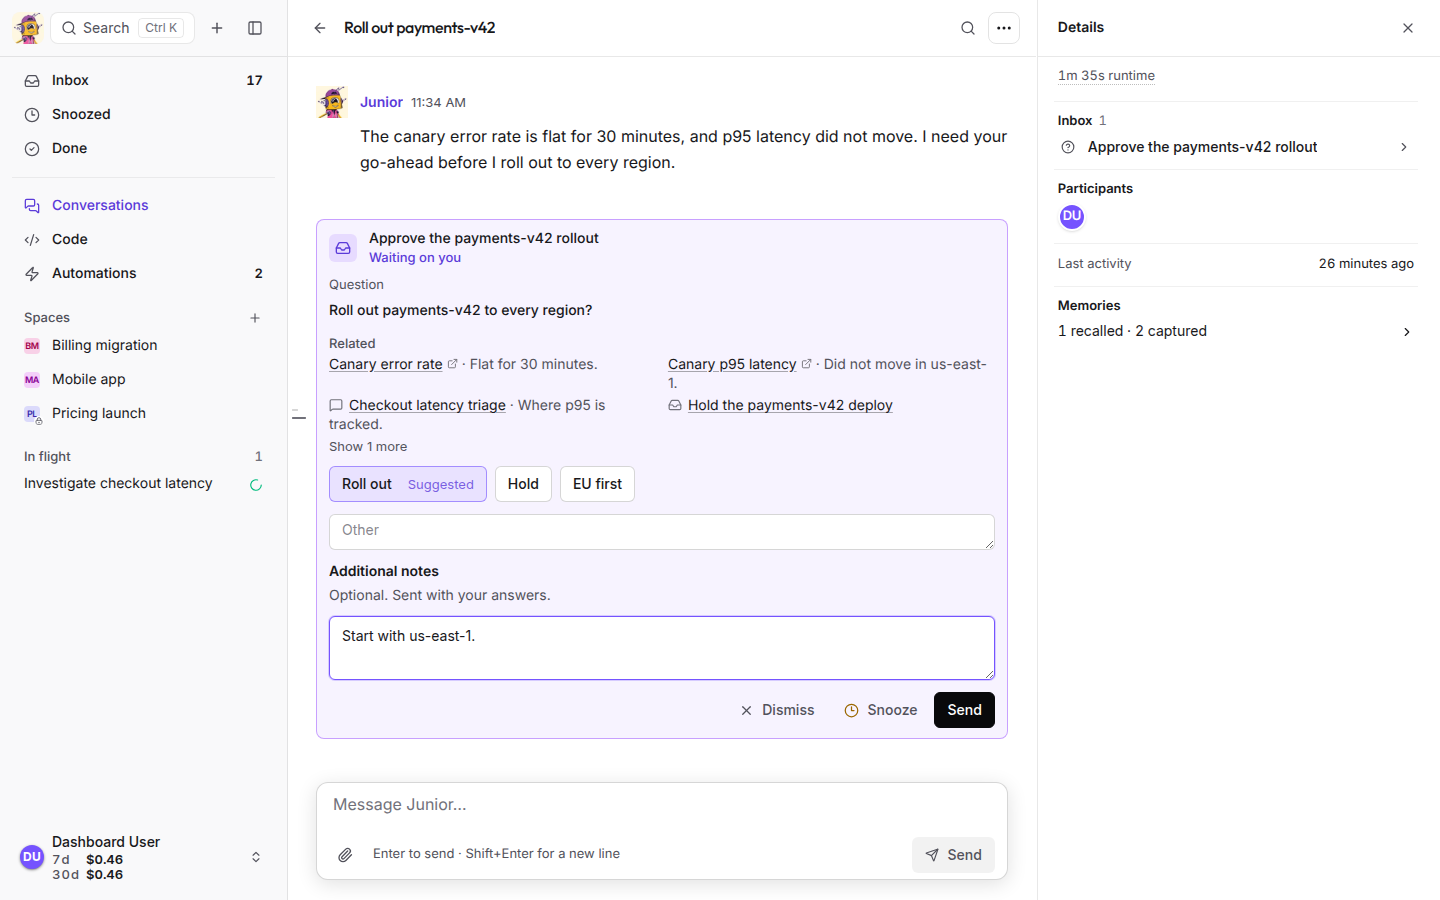 Search Ctrl K
Inbox 17
Snoozed
Done
Conversations
Code
Automations 2
Spaces
BM Billing migration
MA Mobile app
PL Pricing launch
In flight 1
Investigate checkout latency
DU Dashboard User
7d $0.46
30d $0.46
Roll out payments-v42
Junior 11:34 AM
The canary error rate is flat for 30 minutes, and p95 latency did not move. I need your
go-ahead before I roll out to every region.
Approve the payments-v42 rollout
Waiting on you
Question
Roll out payments-v42 to every region?
Related
Canary error rate · Flat for 30 minutes.
Canary p95 latency · Did not move in us-east-
1.
Checkout latency triage · Where p95 is
tracked.
Hold the payments-v42 deploy
Show 1 more
Roll out Suggested Hold EU first
Other
Additional notes
Optional. Sent with your answers.
Start with us-east-1.
Dismiss Snooze Send
Message Junior...
Enter to send · Shift+Enter for a new line Send
Details
1m 35s runtime
Inbox 1
Approve the payments-v42 rollout
Participants
DU
Last activity 26 minutes ago
Memories
1 recalled · 2 captured